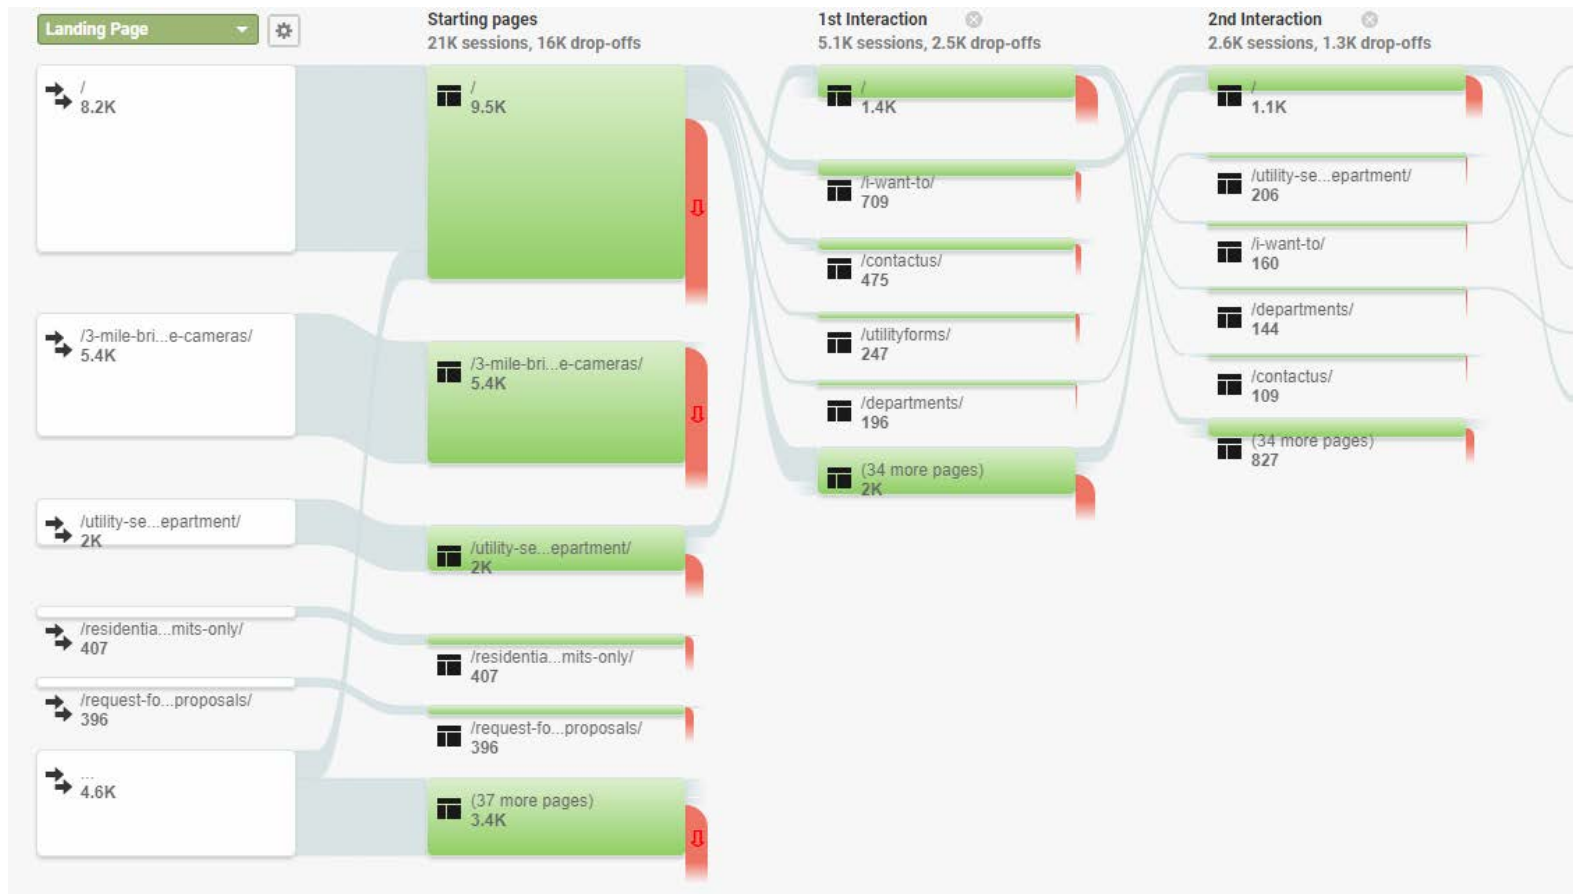 Landing Page
/
8.2K
/3-mile-bri...e-cameras/
5.4K
/utility-se...epartment/
2K
/residentia...mits-only/
407
/request-fo...proposals/
396
...
4.6K
Starting pages
21K sessions, 16K drop-offs
/
9.5K
/3-mile-bri...e-cameras/
5.4K
/utility-se...epartment/
2K
/residentia...mits-only/
407
/request-fo...proposals/
396
(37 more pages)
3.4K
1st Interaction
5.1K sessions, 2.5K drop-offs
/
1.4K
/i-want-to/
709
/contactus/
475
/utilityforms/
247
/departments/
196
(34 more pages)
2K
2nd Interaction
2.6K sessions, 1.3K drop-offs
/
1.1K
/utility-se...epartment/
206
/i-want-to/
160
/departments/
144
/contactus/
109
(34 more pages)
827